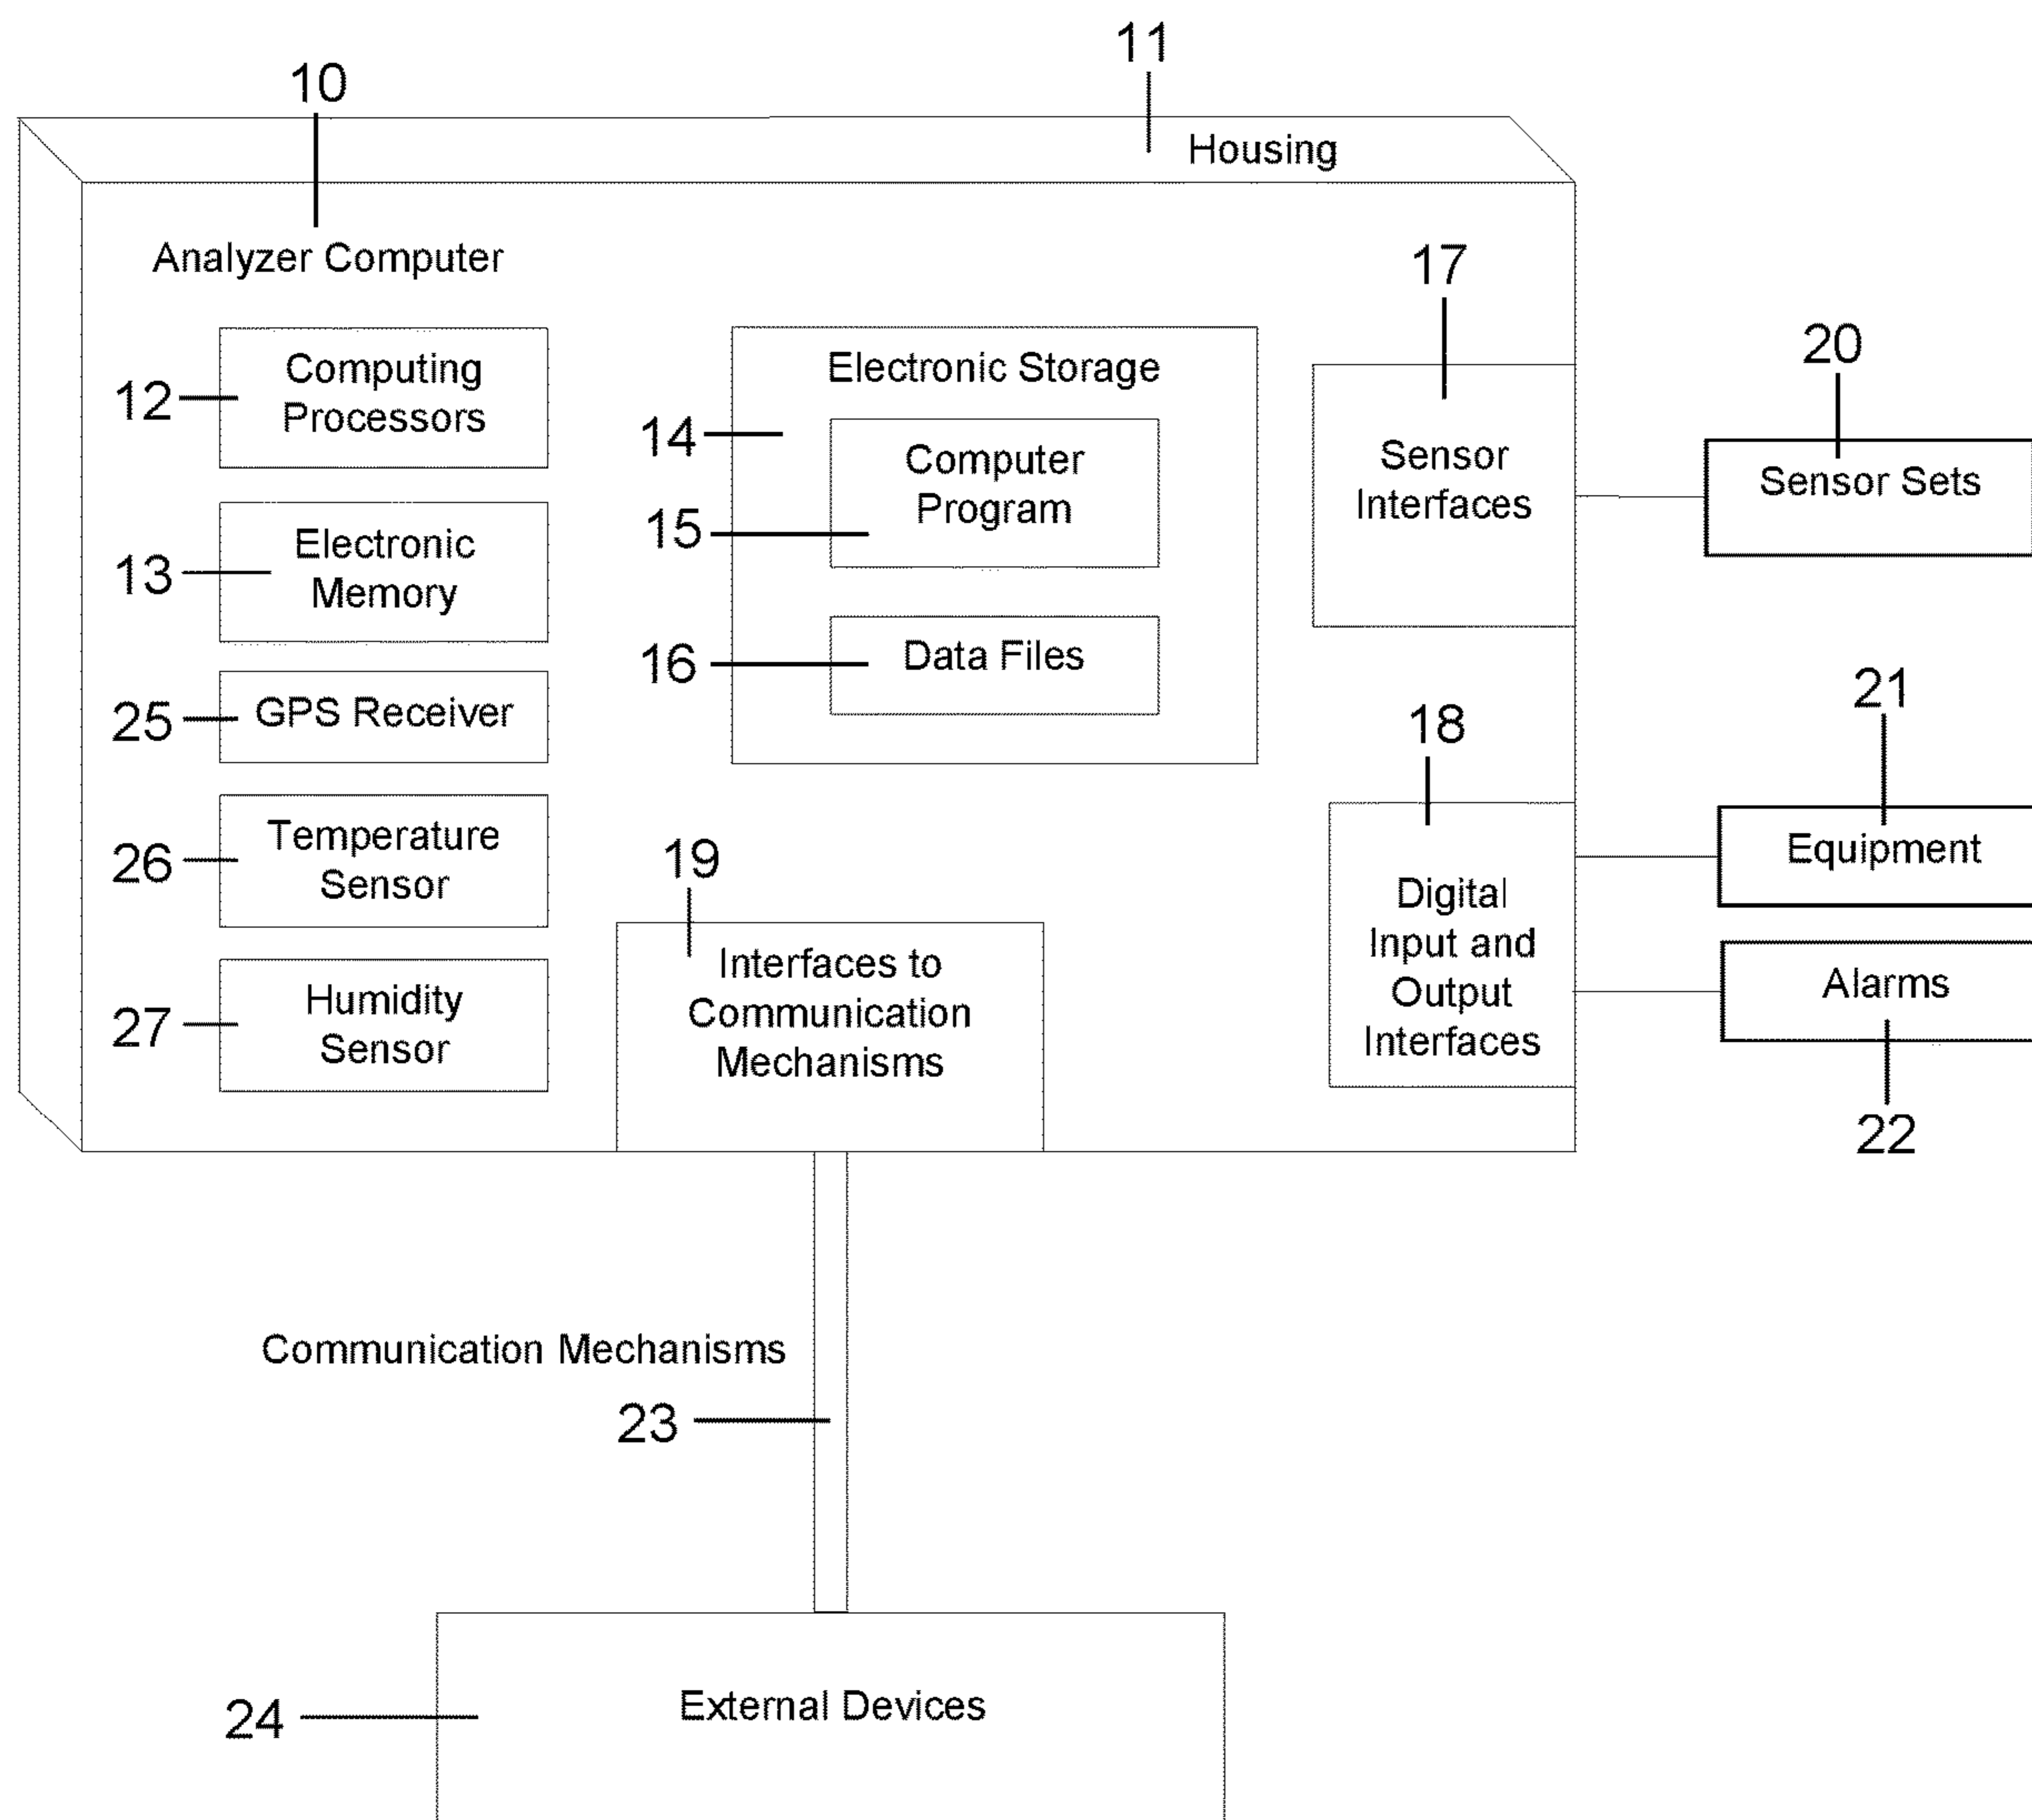 11
10
Housing
Analyzer Computer
17
20
12
Computing
Processors
Electronic Storage
14
Computer
Program
15
Sensor
Interfaces
Sensor Sets
13
Electronic
Memory
16
Data Files
25
GPS Receiver
18
21
26
Temperature
Sensor
19
Equipment
27
Humidity
Sensor
Interfaces to
Communication
Mechanisms
Digital
Input and
Output
Interfaces
Alarms
22
Communication Mechanisms
23
24
External Devices